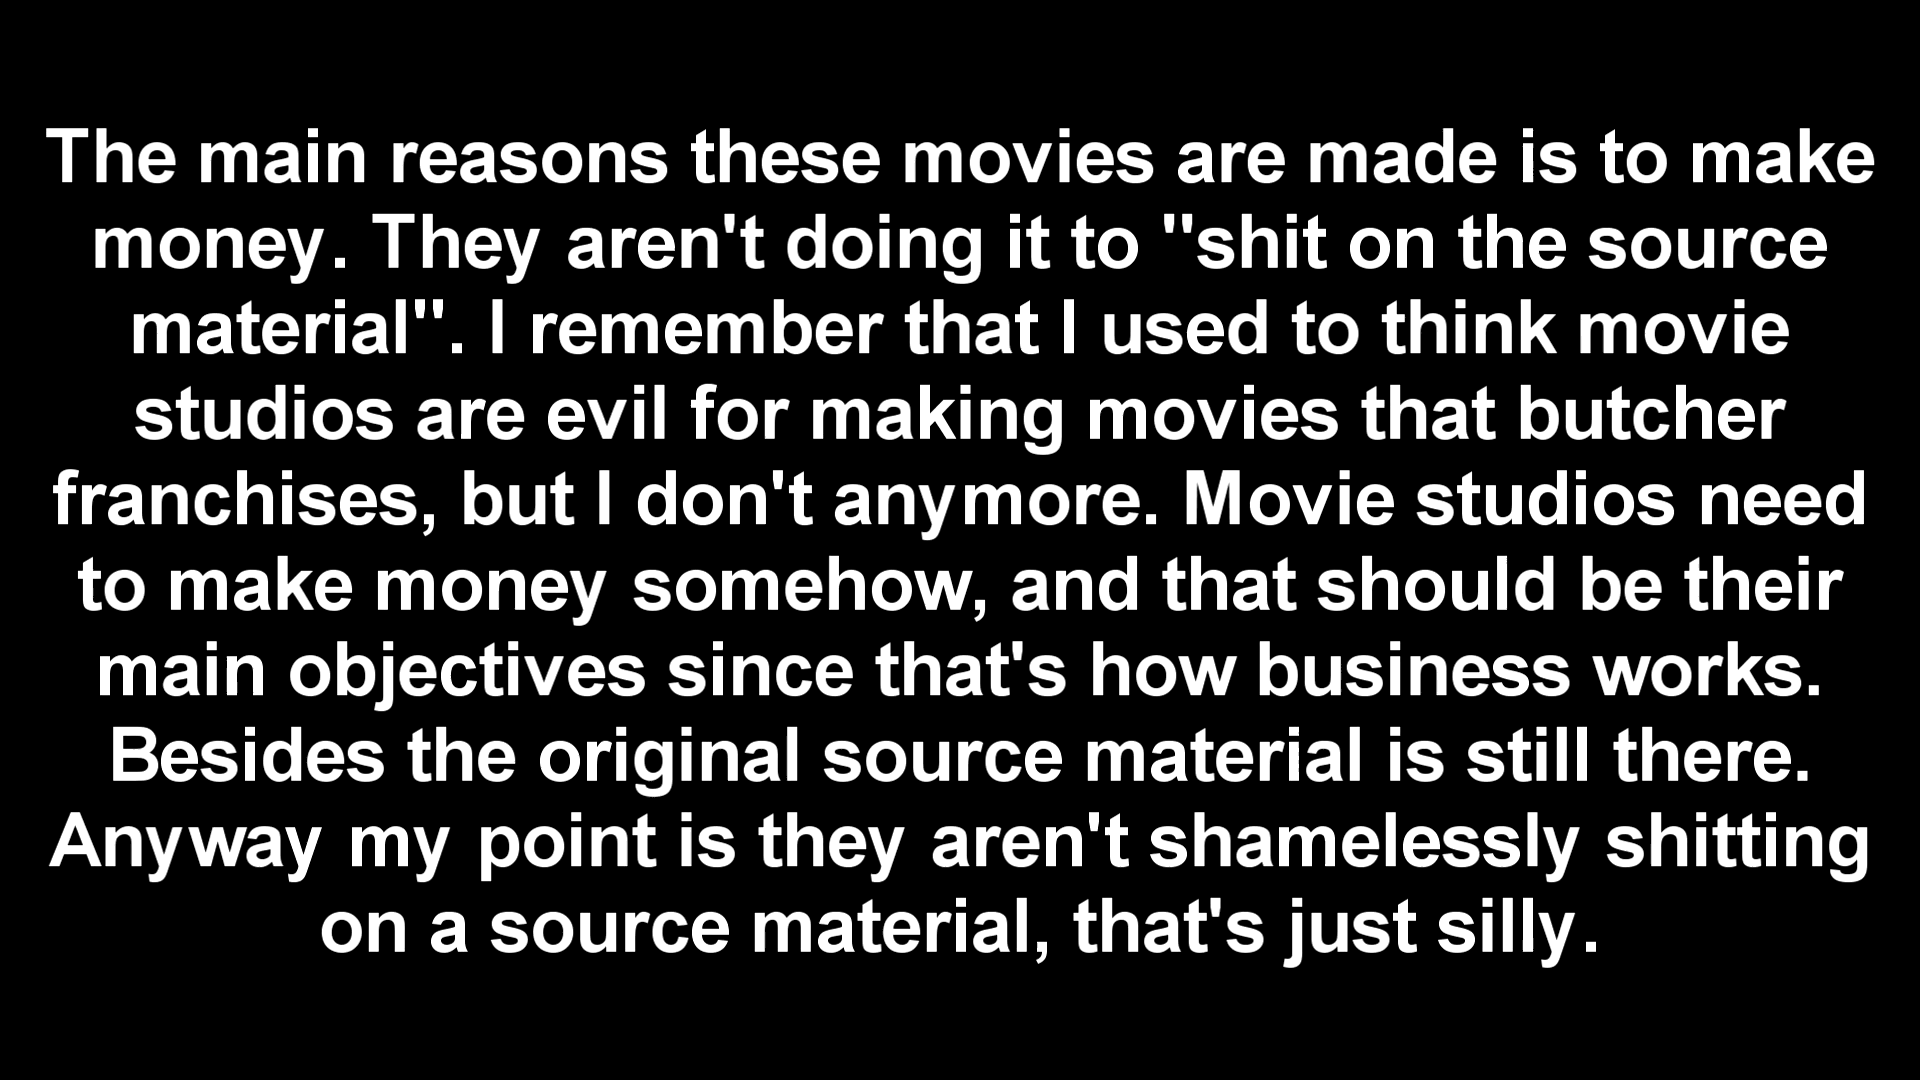 The main reasons these movies are made is to make
money. They aren't doing it to "shit on the source
material". I remember that I used to think movie
studios are evil for making movies that butcher
franchises, but I don't anymore. Movie studios need
to make money somehow, and that should be their
main objectives since that's how business works.
Besides the original source material is still there.
Anyway my point is they aren't shamelessly shitting
on a source material, that's just silly.